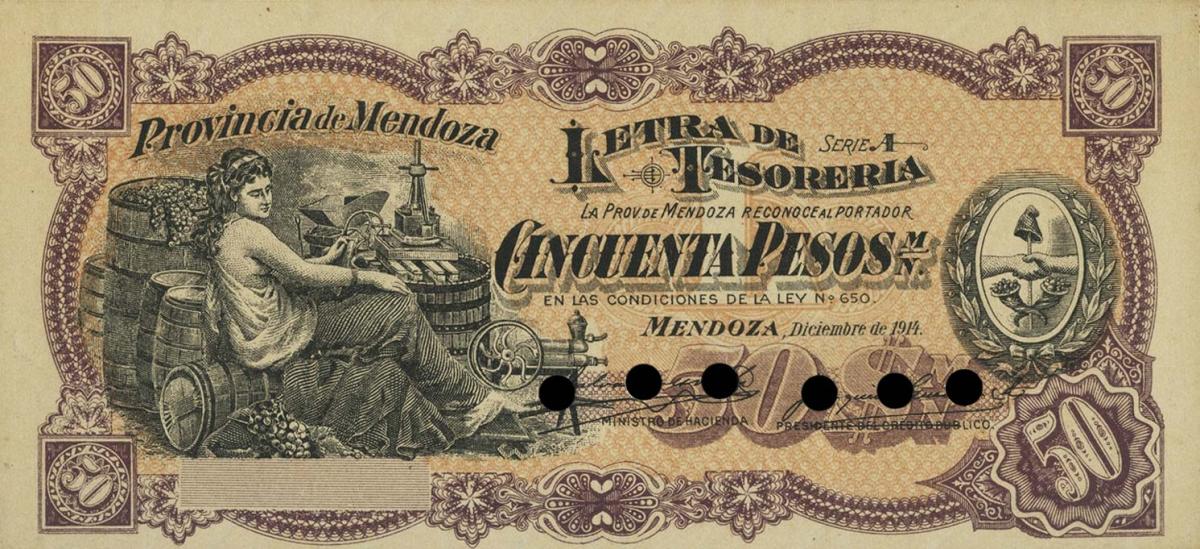 50
50
Provincia de Mendoza
LETRA DE
SERIE A
TESORERIA
LA PROV. DE MENDOZA RECONOCE AL PORTADOR
CINCUENTA PESOS M/N.
EN LAS CONDICIONES DE LA LEY Nº 650.
MENDOZA, Diciembre de 1914.
50 $ M/N
MINISTRO DE HACIENDA
PRESIDENTE DEL CRÉDITO PUBLICO.
50
50